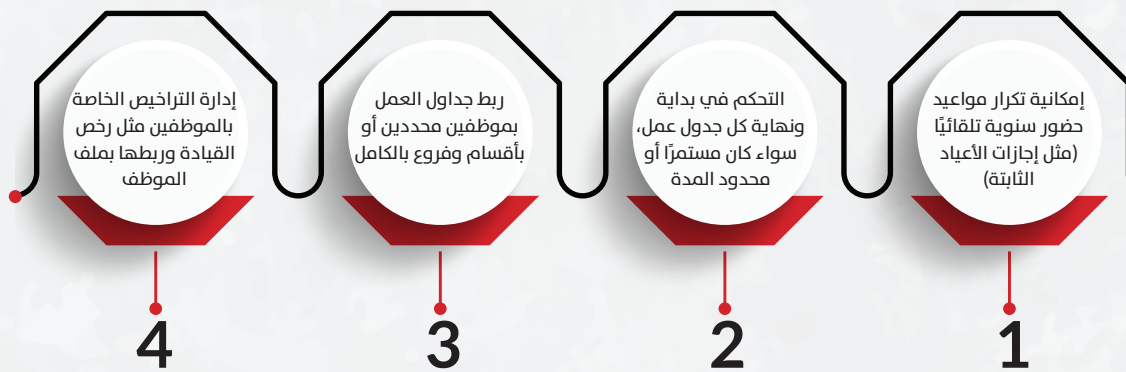 إمكانية تكرار مواعيد
حضور سنوية تلقائيًا
(مثل إجازات الأعياد
الثابتة)
1
التحكم في بداية
ونهاية كل جدول عمل،
سواء كان مستمرًا أو
محدود المدة
2
ربط جداول العمل
بموظفين محددين أو
بأقسام وفروع بالكامل
3
إدارة التراخيص الخاصة
بالموظفين مثل رخص
القيادة وربطها بملف
الموظف
4